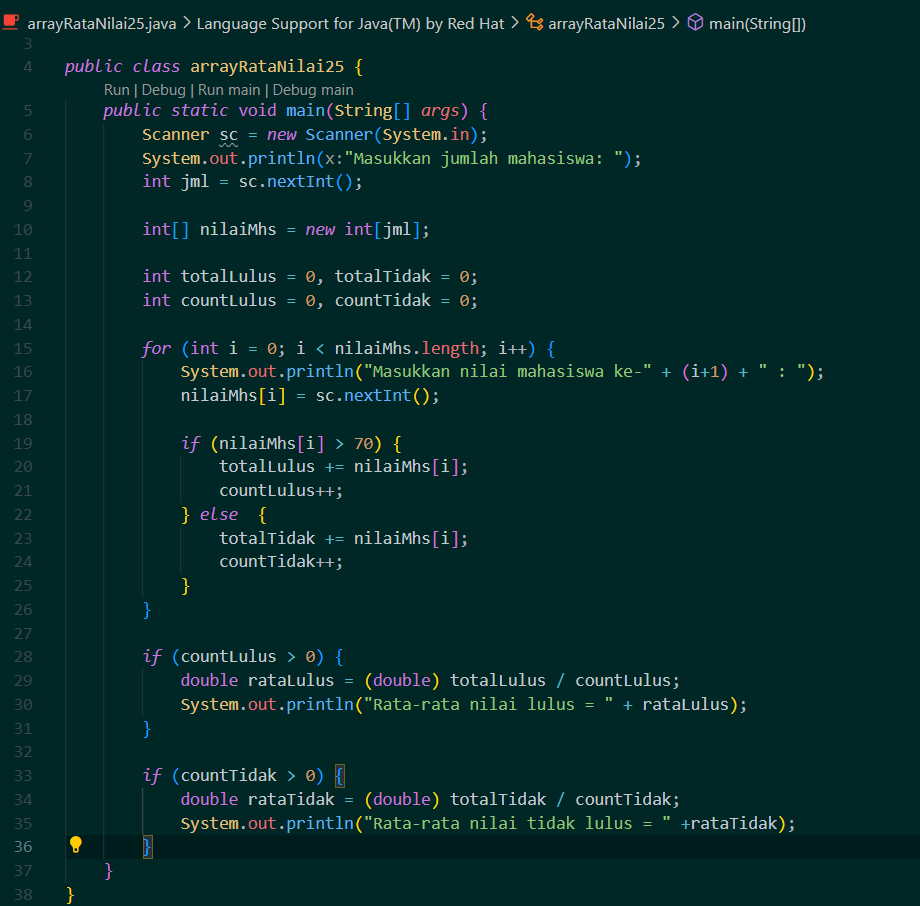 arrayRataNilai25.java > Language Support for Java(TM) by Red Hat > arrayRataNilai25 > main(String[])
3
4 public class arrayRataNilai25 {
Run | Debug | Run main | Debug main
5 public static void main(String[] args) {
6 Scanner sc = new Scanner(System.in);
7 System.out.println(x:"Masukkan jumlah mahasiswa: ");
8 int jml = sc.nextInt();
9
10 int[] nilaiMhs = new int[jml];
11
12 int totalLulus = 0, totalTidak = 0;
13 int countLulus = 0, countTidak = 0;
14
15 for (int i = 0; i < nilaiMhs.length; i++) {
16 System.out.println("Masukkan nilai mahasiswa ke-" + (i+1) + " : ");
17 nilaiMhs[i] = sc.nextInt();
18
19 if (nilaiMhs[i] > 70) {
20 totalLulus += nilaiMhs[i];
21 countLulus++;
22 } else  {
23 totalTidak += nilaiMhs[i];
24 countTidak++;
25 }
26 }
27
28 if (countLulus > 0) {
29 double rataLulus = (double) totalLulus / countLulus;
30 System.out.println("Rata-rata nilai lulus = " + rataLulus);
31 }
32
33 if (countTidak > 0) {
34 double rataTidak = (double) totalTidak / countTidak;
35 System.out.println("Rata-rata nilai tidak lulus = " +rataTidak);
36 }
37 }
38 }